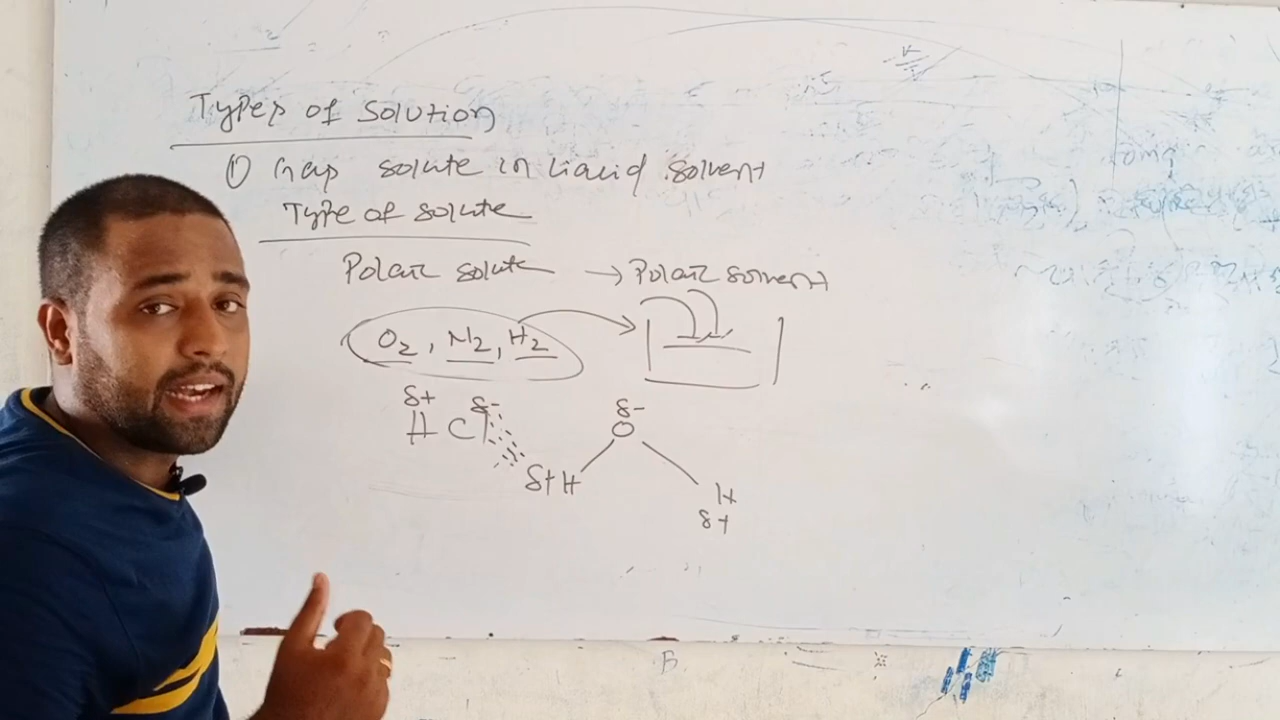 Types of solution
① Gas solute in liquid solvent
Type of solute
Polar solute → Polar solvent
O2, N2, H2
δ+ δ- δ-
H Cl O
δ+ H H
δ+